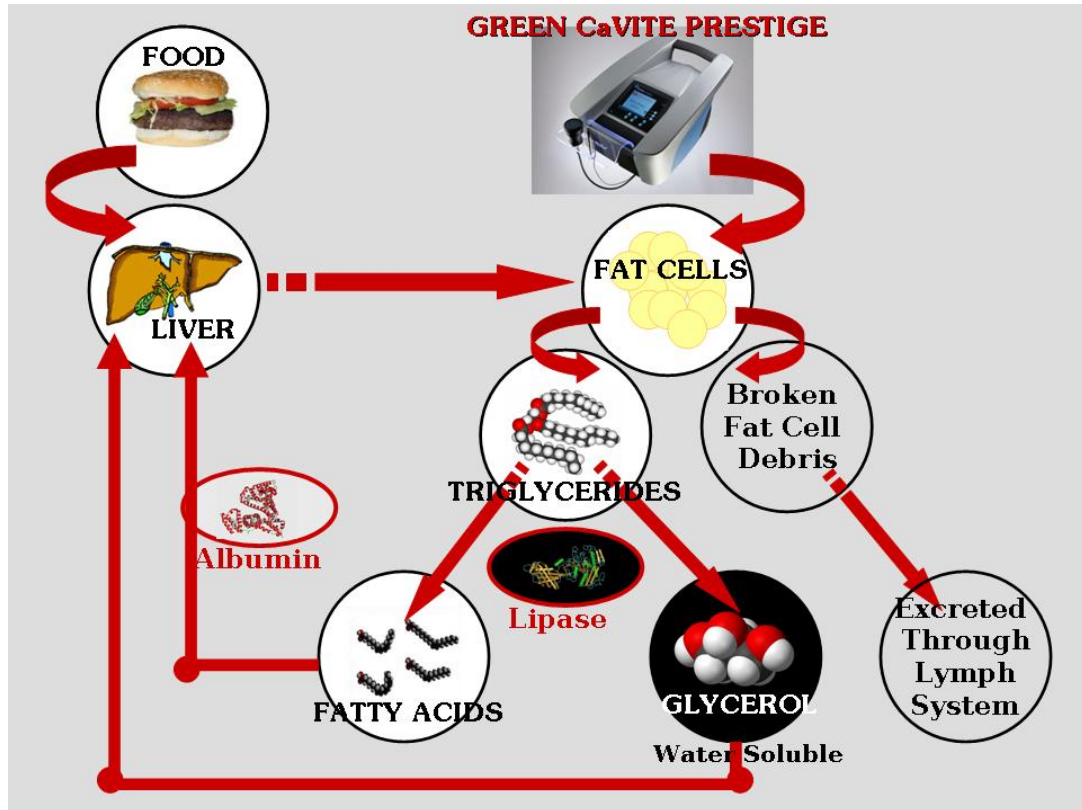 GREEN CaVITE PRESTIGE
FOOD
FAT CELLS
LIVER
Broken
Fat Cell
Debris
TRIGLYCERIDES
Albumin
Lipase
Excreted
Through
Lymph
System
FATTY ACIDS
GLYCEROL
Water Soluble